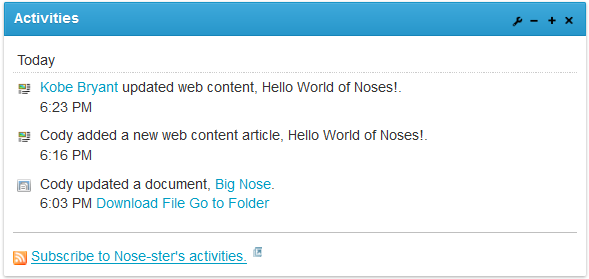 Activities
Today
Kobe Bryant updated web content, Hello World of Noses!.
6:23 PM
Cody added a new web content article, Hello World of Noses!.
6:16 PM
Cody updated a document, Big Nose.
6:03 PM Download File Go to Folder
Subscribe to Nose-ster's activities.